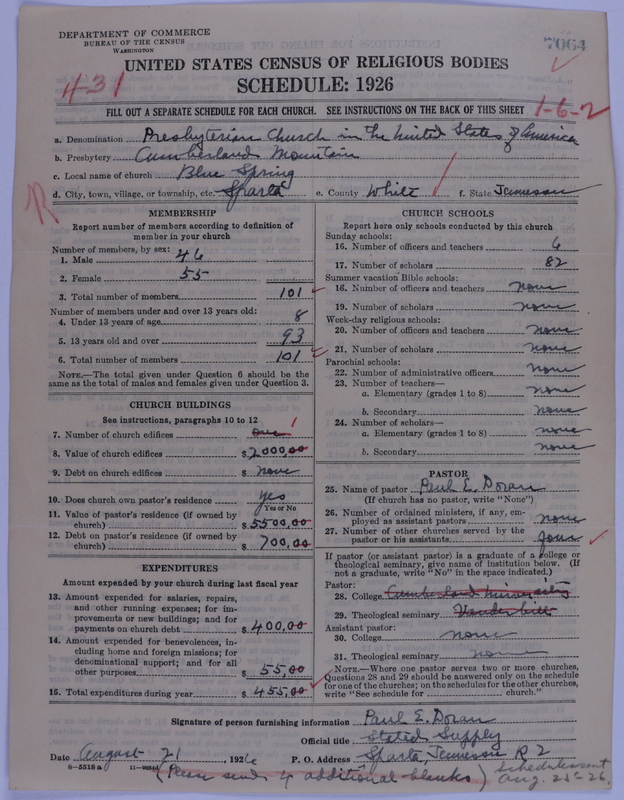 DEPARTMENT OF COMMERCE
BUREAU OF THE CENSUS
WASHINGTON
7064
UNITED STATES CENSUS OF RELIGIOUS BODIES
SCHEDULE: 1926
4-31
FILL OUT A SEPARATE SCHEDULE FOR EACH CHURCH. SEE INSTRUCTIONS ON THE BACK OF THIS SHEET
1-6-2
a. Denomination Presbyterian Church in the United States of America
b. Presbytery Cumberland Mountain
c. Local name of church Blue Spring
d. City, town, village, or township, etc. Sparta e. County White f. State Tennessee
R
MEMBERSHIP
Report number of members according to definition of
member in your church
Number of members, by sex:
1. Male 46
2. Female 55
3. Total number of members 101
Number of members under and over 13 years old:
4. Under 13 years of age 8
5. 13 years old and over 93
6. Total number of members 101
NOTE.—The total given under Question 6 should be the
same as the total of males and females given under Question 3.
CHURCH BUILDINGS
See instructions, paragraphs 10 to 12
7. Number of church edifices one 1
8. Value of church edifices $2000,00
9. Debt on church edifices $ none
10. Does church own pastor's residence yes
Yes or No
11. Value of pastor's residence (if owned by
church) $5500,00
12. Debt on pastor's residence (if owned by
church) $700,00
EXPENDITURES
Amount expended by your church during last fiscal year
13. Amount expended for salaries, repairs,
and other running expenses; for im-
provements or new buildings; and for
payments on church debt $400,00
14. Amount expended for benevolences, in-
cluding home and foreign missions; for
denominational support; and for all
other purposes $55,00
15. Total expenditures during year $455,00
CHURCH SCHOOLS
Report here only schools conducted by this church
Sunday schools:
16. Number of officers and teachers 6
17. Number of scholars 82
Summer vacation Bible schools:
18. Number of officers and teachers none
19. Number of scholars none
Week-day religious schools:
20. Number of officers and teachers none
21. Number of scholars none
Parochial schools:
22. Number of administrative officers none
23. Number of teachers—
a. Elementary (grades 1 to 8) none
b. Secondary none
24. Number of scholars—
a. Elementary (grades 1 to 8) none
b. Secondary none
PASTOR
25. Name of pastor Paul E. Doran
(If church has no pastor, write "None")
26. Number of ordained ministers, if any, em-
ployed as assistant pastors none
27. Number of other churches served by the
pastor or his assistants four
If pastor (or assistant pastor) is a graduate of a college or
theological seminary, give name of institution below. (If
not a graduate, write "No" in the space indicated.)
Pastor:
28. College Cumberland University
29. Theological seminary Vanderbilt
Assistant pastor:
30. College none
31. Theological seminary none
NOTE.—Where one pastor serves two or more churches,
Questions 28 and 29 should be answered only on the schedule
for one of the churches; on the schedules for the other churches,
write "See schedule for church."
Signature of person furnishing information Paul E. Doran
Official title Stated Supply
Date August 21, 1926 P. O. Address Sparta, Tennessee R 2
8—5518a
(Please send 4 additional blanks)
Schedules sent
Aug. 25-26.